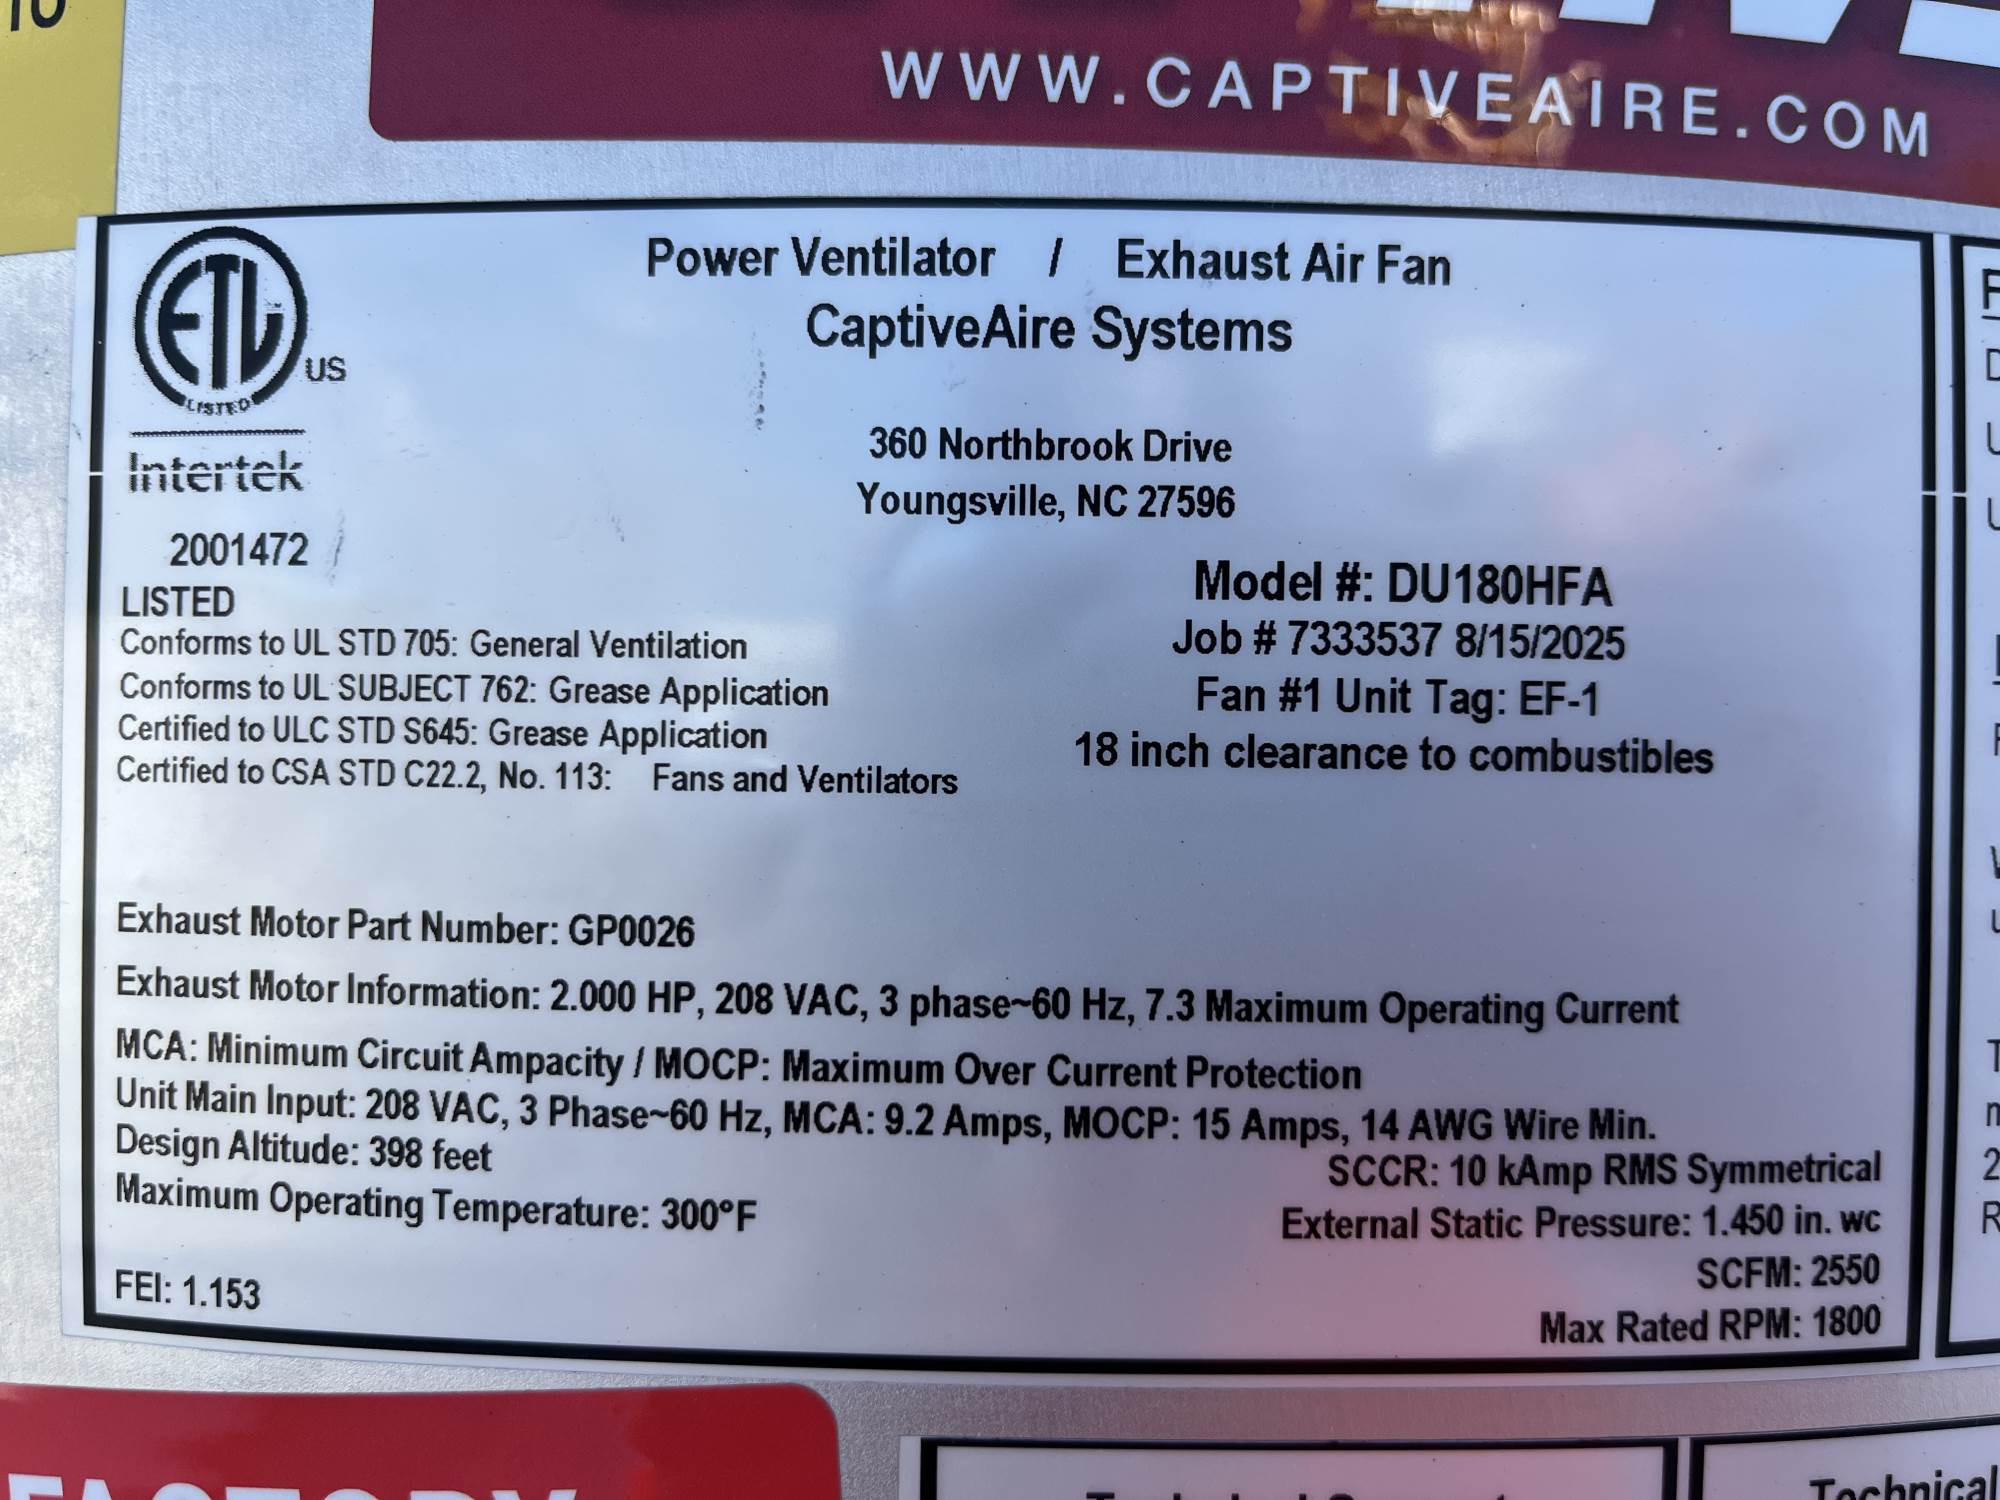 10
WWW.CAPTIVEAIRE.COM
ETL
LISTED
US
Intertek
2001472
LISTED
Conforms to UL STD 705: General Ventilation
Conforms to UL SUBJECT 762: Grease Application
Certified to ULC STD S645: Grease Application
Certified to CSA STD C22.2, No. 113: Fans and Ventilators
Power Ventilator / Exhaust Air Fan
CaptiveAire Systems
360 Northbrook Drive
Youngsville, NC 27596
Model #: DU180HFA
Job # 7333537 8/15/2025
Fan #1 Unit Tag: EF-1
18 inch clearance to combustibles
Exhaust Motor Part Number: GP0026
Exhaust Motor Information: 2.000 HP, 208 VAC, 3 phase~60 Hz, 7.3 Maximum Operating Current
MCA: Minimum Circuit Ampacity / MOCP: Maximum Over Current Protection
Unit Main Input: 208 VAC, 3 Phase~60 Hz, MCA: 9.2 Amps, MOCP: 15 Amps, 14 AWG Wire Min.
Design Altitude: 398 feet
Maximum Operating Temperature: 300°F
FEI: 1.153
SCCR: 10 kAmp RMS Symmetrical
External Static Pressure: 1.450 in. wc
SCFM: 2550
Max Rated RPM: 1800
FACTORY
Technical